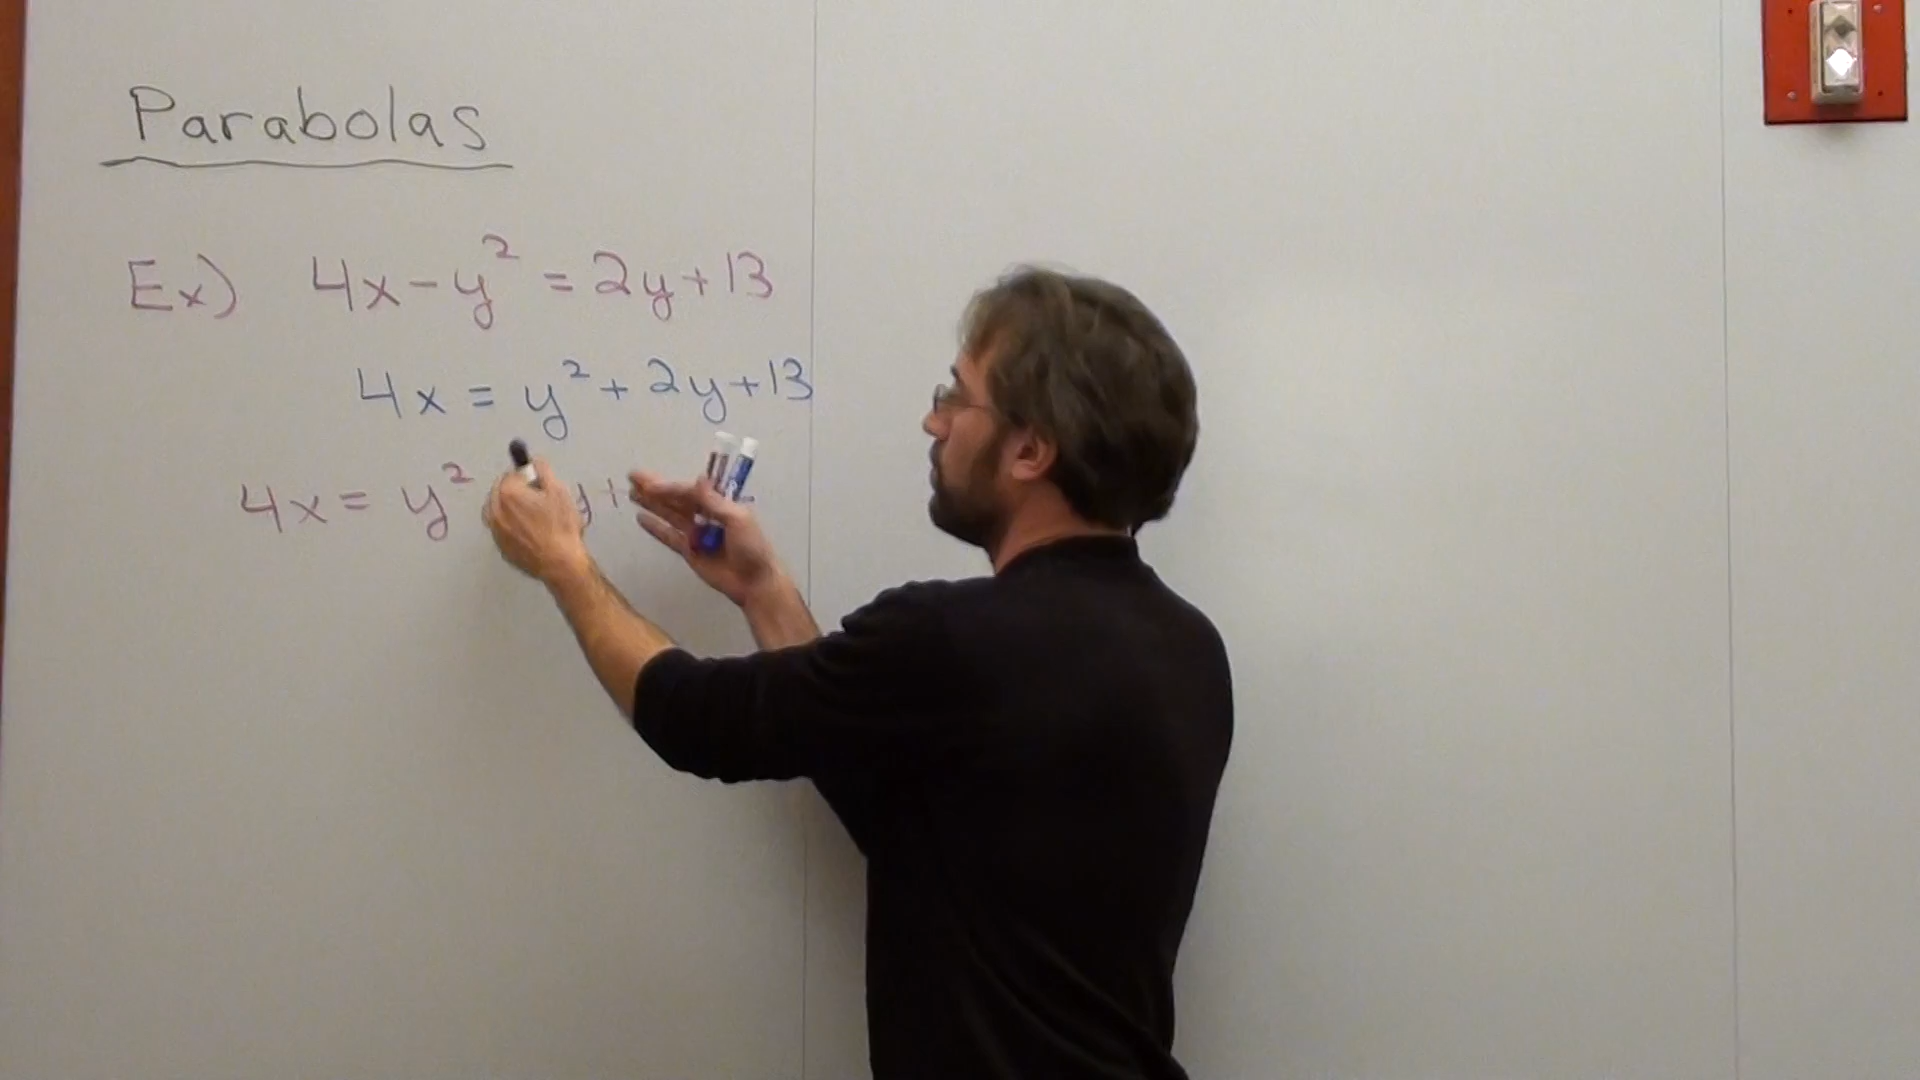 Parabolas
Ex) 4x - y² = 2y + 13
4x = y² + 2y + 13
4x = y² y +